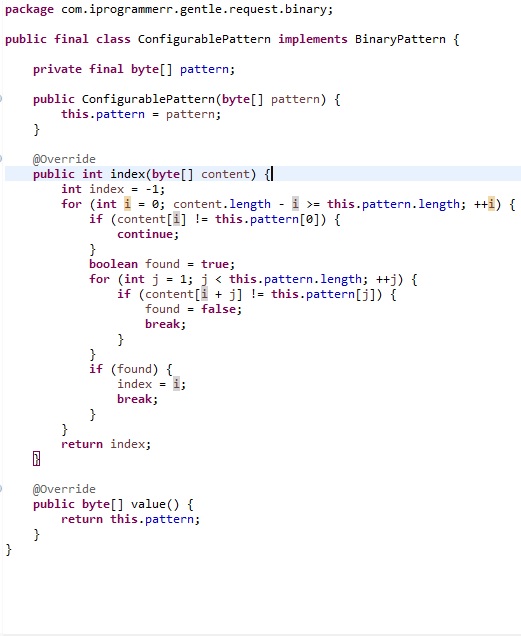 package com.iprogrammerr.gentle.request.binary;
public final class ConfigurablePattern implements BinaryPattern {
private final byte[] pattern;
public ConfigurablePattern(byte[] pattern) {
this.pattern = pattern;
}
@Override
public int index(byte[] content) {
int index = -1;
for (int i = 0; content.length - i >= this.pattern.length; ++i) {
if (content[i] != this.pattern[0]) {
continue;
}
boolean found = true;
for (int j = 1; j < this.pattern.length; ++j) {
if (content[i + j] != this.pattern[j]) {
found = false;
break;
}
}
if (found) {
index = i;
break;
}
}
return index;
}
@Override
public byte[] value() {
return this.pattern;
}
}